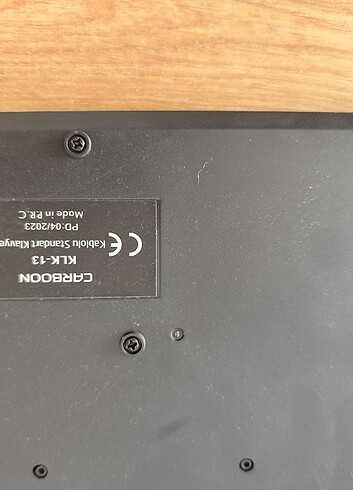 CARBOON
KLK-13
Kablolu Standart Klavye
CE
PD:04/2023
Made in P.R.C